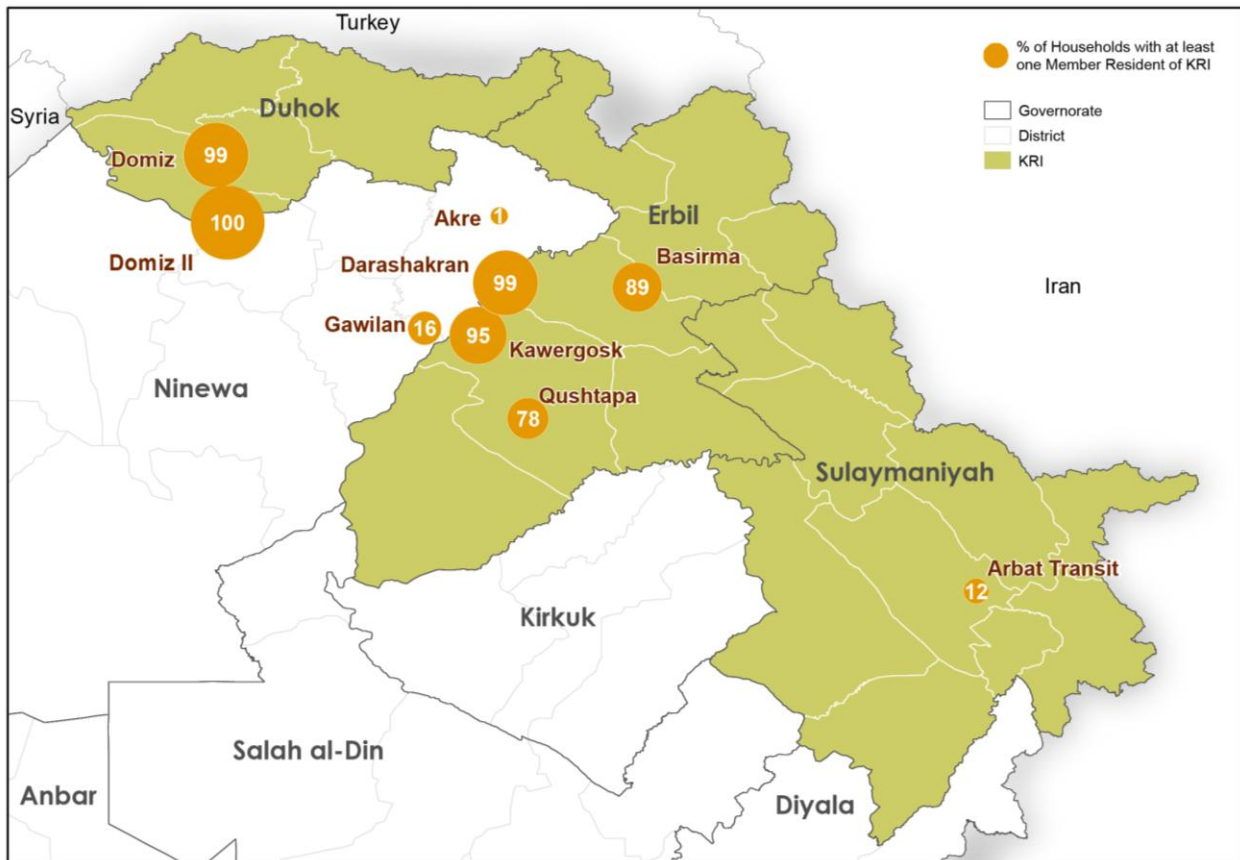 Turkey
% of Households with at least
one Member Resident of KRI
Governorate
District
KRI
Syria
Duhok
Domiz
99
100
Domiz II
Akre
1
Erbil
Darashakran
99
Basirma
89
Iran
Gawilan
16
95
Kawergosk
Ninewa
Qushtapa
78
Sulaymaniyah
Arbat Transit
12
Kirkuk
Salah al-Din
Anbar
Diyala